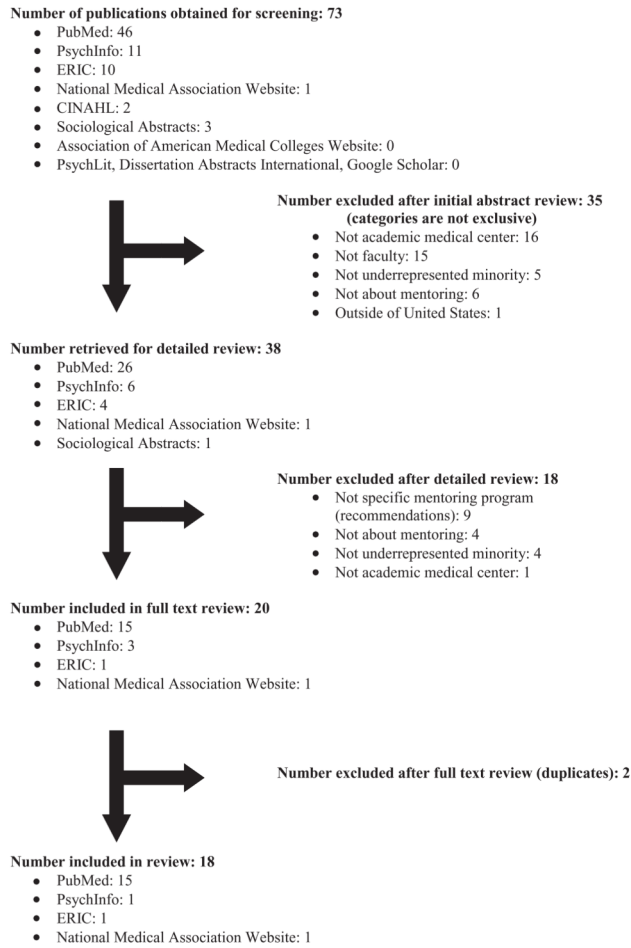 Number of publications obtained for screening: 73
• PubMed: 46
• PsychInfo: 11
• ERIC: 10
• National Medical Association Website: 1
• CINAHL: 2
• Sociological Abstracts: 3
• Association of American Medical Colleges Website: 0
• PsychLit, Dissertation Abstracts International, Google Scholar: 0
Number excluded after initial abstract review: 35
(categories are not exclusive)
• Not academic medical center: 16
• Not faculty: 15
• Not underrepresented minority: 5
• Not about mentoring: 6
• Outside of United States: 1
Number retrieved for detailed review: 38
• PubMed: 26
• PsychInfo: 6
• ERIC: 4
• National Medical Association Website: 1
• Sociological Abstracts: 1
Number excluded after detailed review: 18
• Not specific mentoring program
(recommendations): 9
• Not about mentoring: 4
• Not underrepresented minority: 4
• Not academic medical center: 1
Number included in full text review: 20
• PubMed: 15
• PsychInfo: 3
• ERIC: 1
• National Medical Association Website: 1
Number excluded after full text review (duplicates): 2
Number included in review: 18
• PubMed: 15
• PsychInfo: 1
• ERIC: 1
• National Medical Association Website: 1